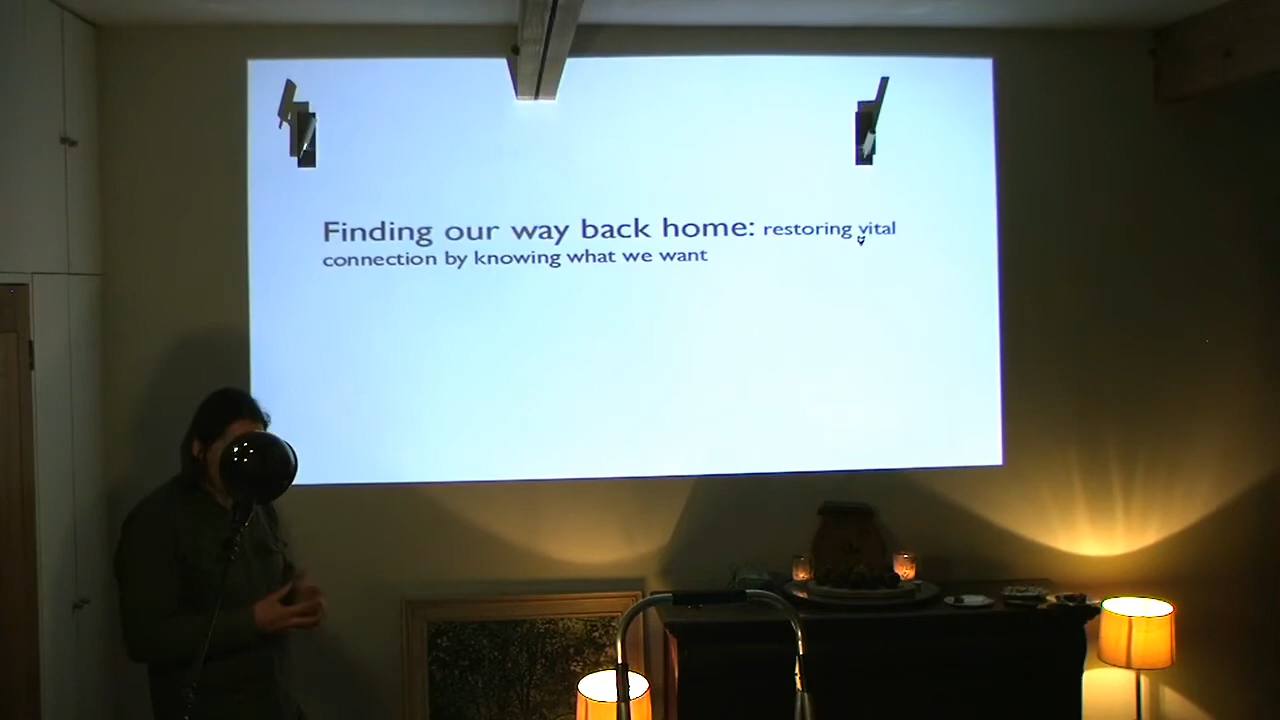 Finding our way back home: restoring vital
connection by knowing what we want